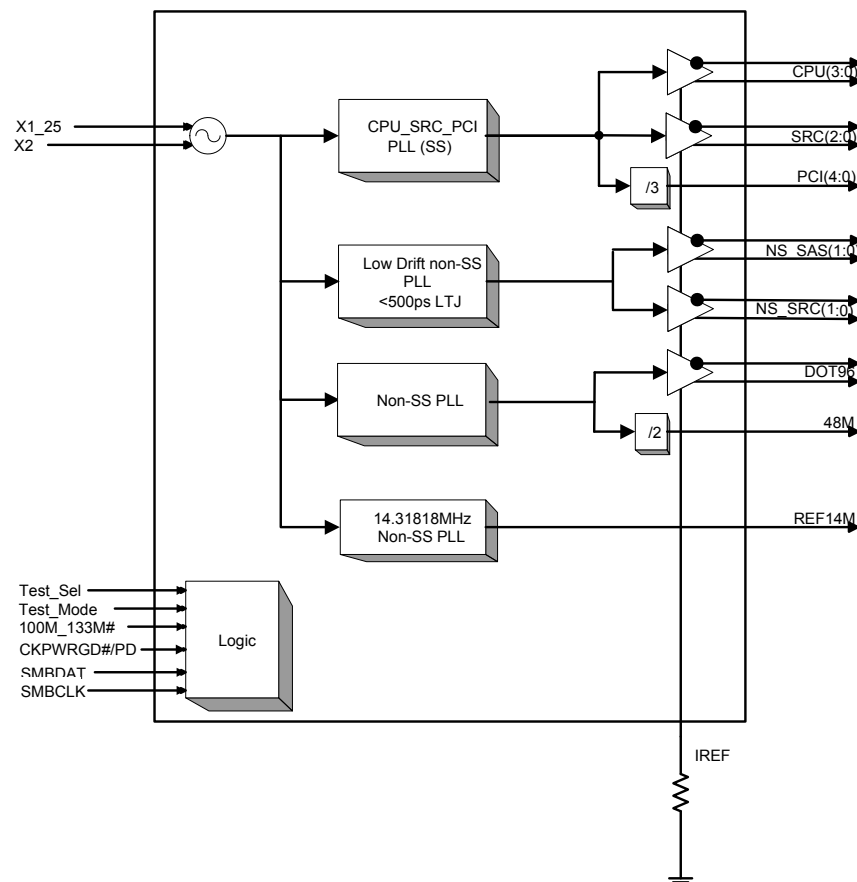 CPU(3:0)
X1_25
X2
CPU_SRC_PCI
PLL (SS)
SRC(2:0)
/3
PCI(4:0)
Low Drift non-SS
PLL
<500ps LTJ
NS_SAS(1:0)
NS_SRC(1:0)
Non-SS PLL
DOT96
/2
48M
14.31818MHz
Non-SS PLL
REF14M
Test_Sel
Test_Mode
100M_133M#
CKPWRGD#/PD
SMBDAT
SMBCLK
Logic
IREF